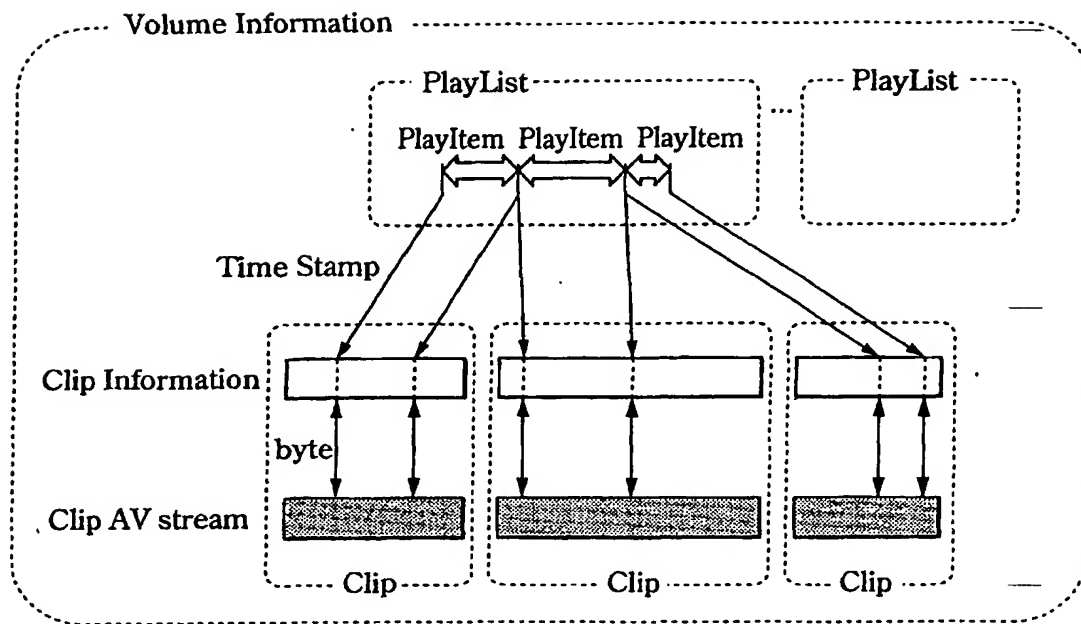 Volume Information
PlayList
...
PlayList
PlayItem PlayItem PlayItem
Time Stamp
Clip Information
byte
Clip AV stream
Clip
Clip
Clip